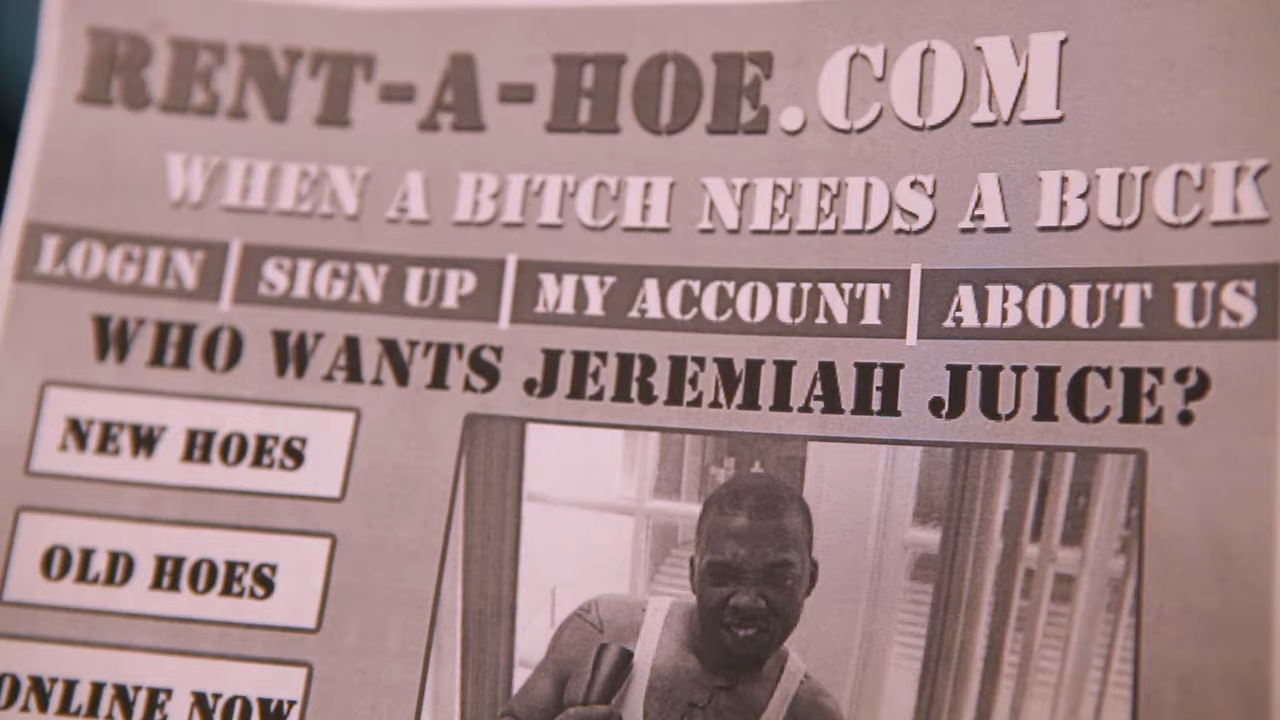 RENT-A-HOE.COM
WHEN A BITCH NEEDS A BUCK
LOGIN | SIGN UP | MY ACCOUNT | ABOUT US
WHO WANTS JEREMIAH JUICE?
NEW HOES
OLD HOES
ONLINE NOW